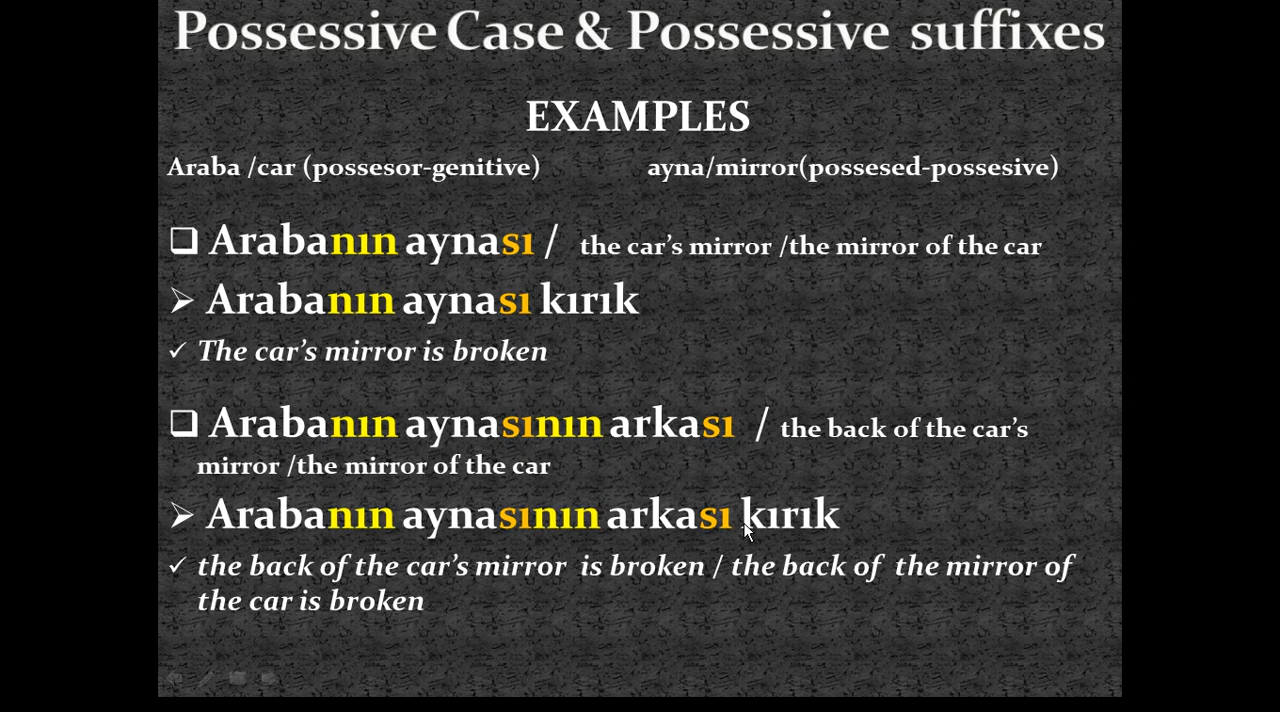 Possessive Case & Possessive suffixes
EXAMPLES
Araba /car (possesor-genitive) ayna/mirror(possesed-possesive)
Arabanın aynası / the car's mirror /the mirror of the car
Arabanın aynası kırık
The car's mirror is broken
Arabanın aynasının arkası / the back of the car's
mirror /the mirror of the car
Arabanın aynasının arkası kırık
the back of the car's mirror is broken / the back of the mirror of
the car is broken